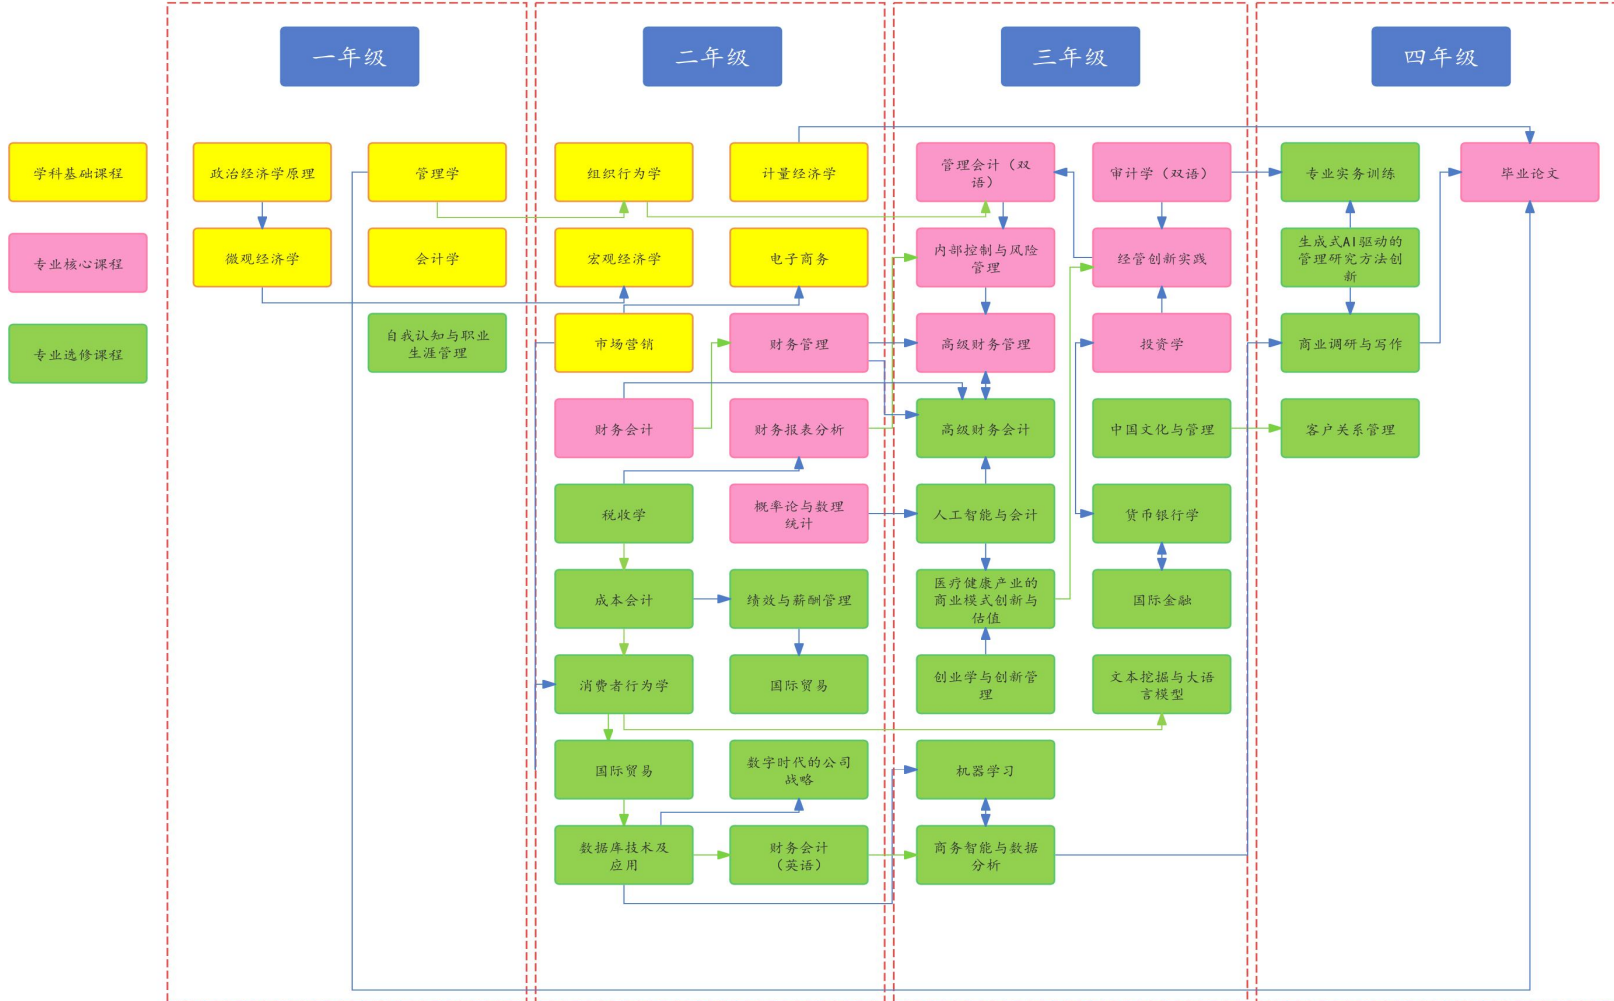 一年级
二年级
三年级
四年级
学科基础课程
政治经济学原理
管理学
组织行为学
计量经济学
管理会计（双
语）
审计学（双语）
专业实务训练
毕业论文
专业核心课程
微观经济学
会计学
宏观经济学
电子商务
内部控制与风险
管理
经营创新实践
生成式AI驱动的
管理研究方法创
新
专业选修课程
自我认知与职业
生涯管理
市场营销
财务管理
高级财务管理
投资学
商业调研与写作
财务会计
财务报表分析
高级财务会计
中国文化与管理
客户关系管理
税收学
概率论与数理
统计
人工智能与会计
货币银行学
成本会计
绩效与薪酬管理
医疗健康产业的
商业模式创新与
估值
国际金融
消费者行为学
国际贸易
创业学与创新管
理
文本挖掘与大语
言模型
国际贸易
数字时代的公司
战略
机器学习
数据库技术及
应用
财务会计
（英语）
商务智能与数据
分析